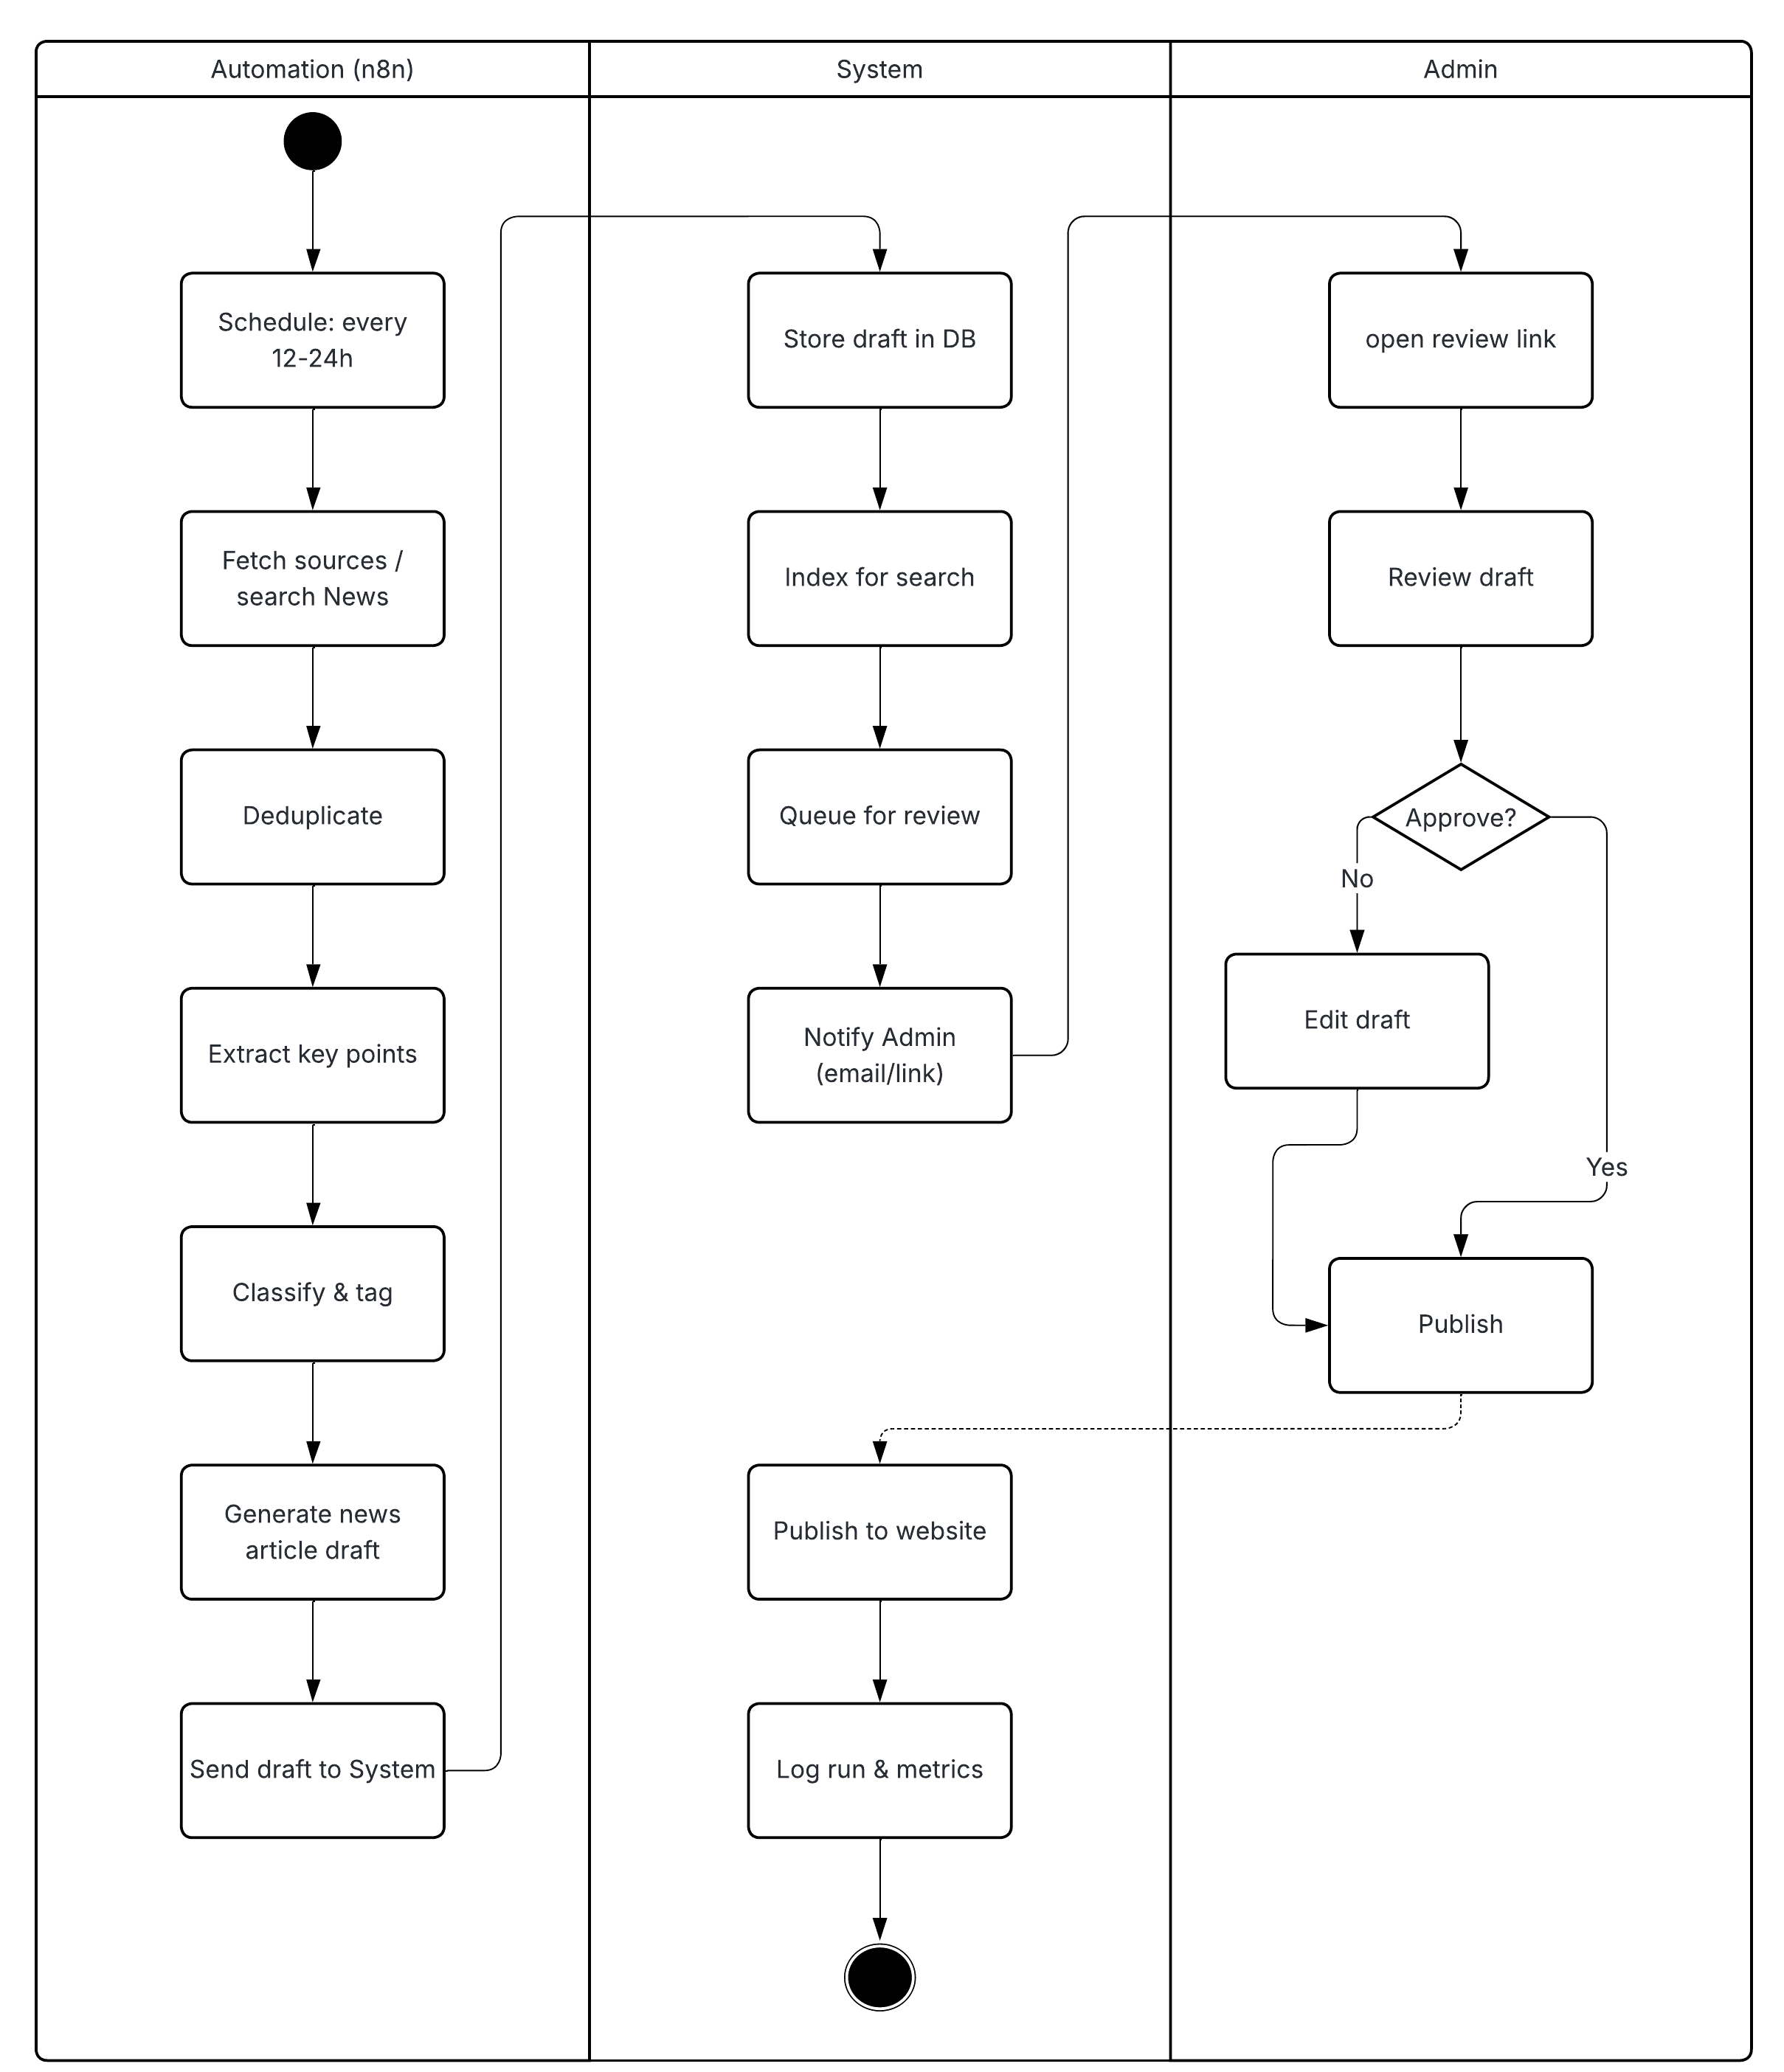 Automation (n8n)
System
Admin
Schedule: every
12-24h
Fetch sources /
search News
Deduplicate
Extract key points
Classify & tag
Generate news
article draft
Send draft to System
Store draft in DB
Index for search
Queue for review
Notify Admin
(email/link)
open review link
Review draft
Approve?
No
Edit draft
Yes
Publish
Publish to website
Log run & metrics